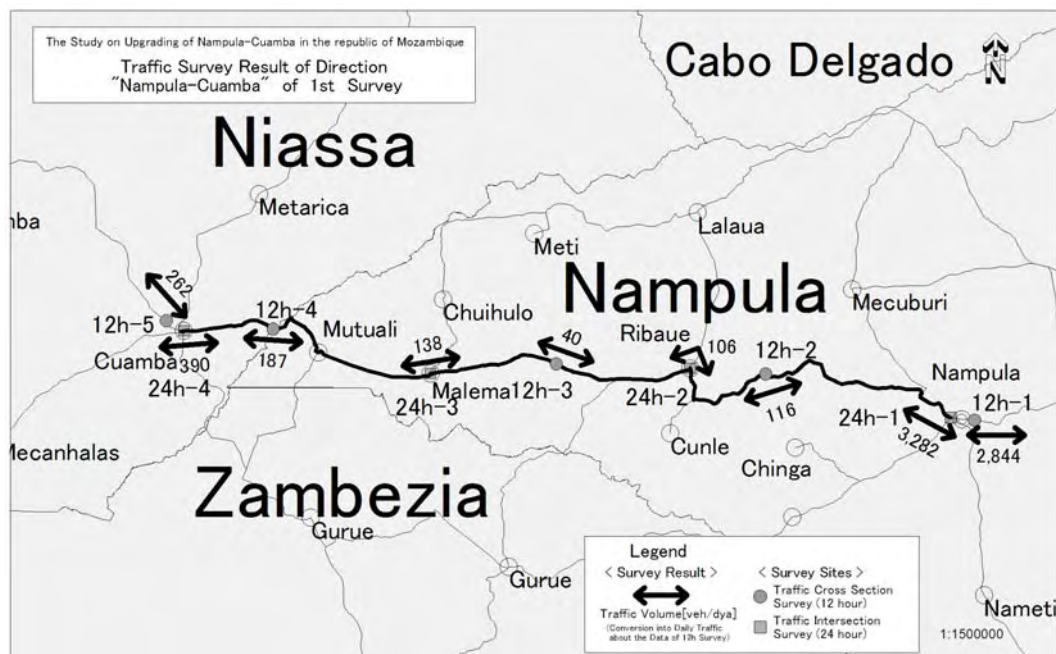 The Study on Upgrading of Nampula-Cuamba in the republic of Mozambique
Traffic Survey Result of Direction
"Nampula-Cuamba" of 1st Survey
Cabo Delgado
N
Niassa
Metarica
mba
Lalaua
Meti
Nampula
262
Chuihulo
Mecuburi
12h-5
12h-4
Mutuali
138
40
Ribaue
106
12h-2
Cuamba
390
187
Malema
12h-3
Nampula
24h-4
24h-3
24h-2
116
24h-1
12h-1
3,282
Mecanhalas
Cunle
Chinga
2,844
Zambezia
Gurue
Gurue
Legend
< Survey Result >
< Survey Sites >
Traffic Cross Section
Survey (12 hour)
Traffic Volume[veh/dya]
(Conversion into Daily Traffic
about the Data of 12h Survey)
Traffic Intersection
Survey (24 hour)
Nameti
1:1500000